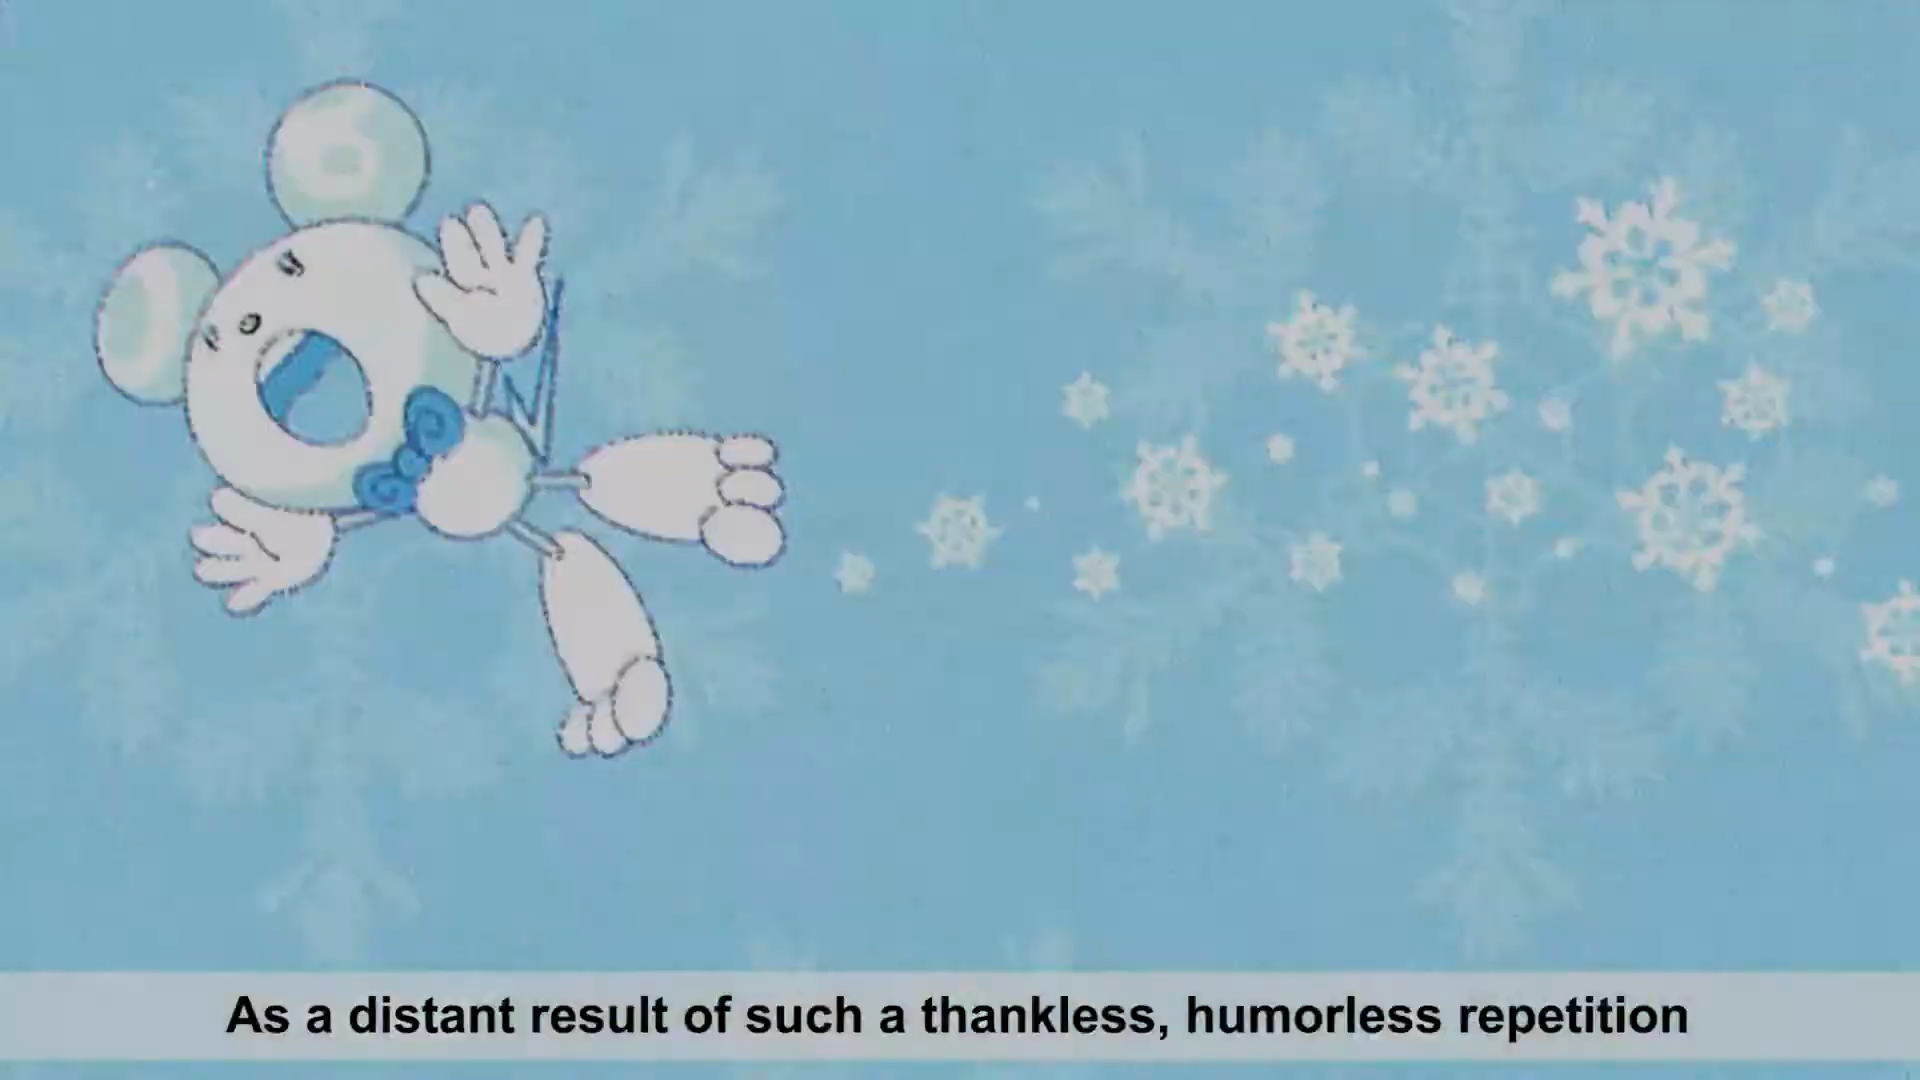 As a distant result of such a thankless, humorless repetition